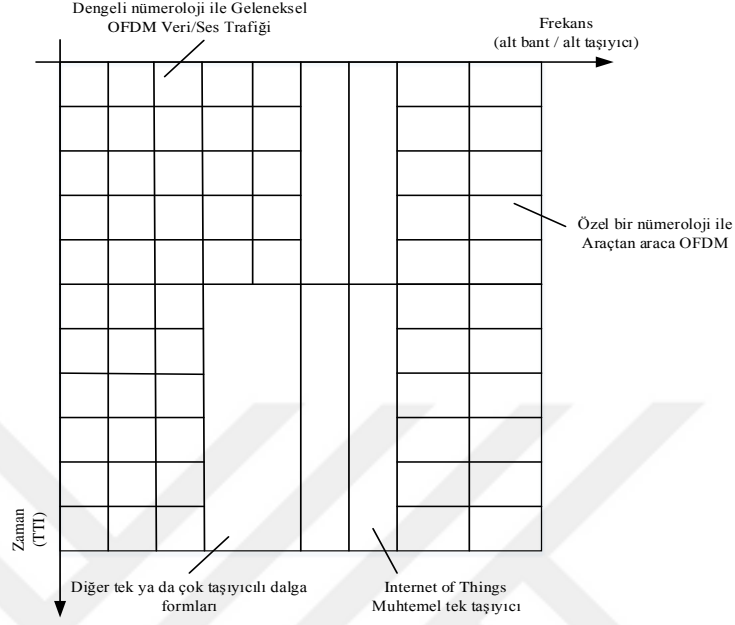 Dengeli nümeroloji ile Geleneksel
OFDM Veri/Ses Trafiği
Frekans
(alt bant / alt taşıyıcı)
Özel bir nümeroloji ile
Araçtan araca OFDM
Zaman
(TTI)
Diğer tek ya da çok taşıyıcılı dalga
formları
Internet of Things
Muhtemel tek taşıyıcı